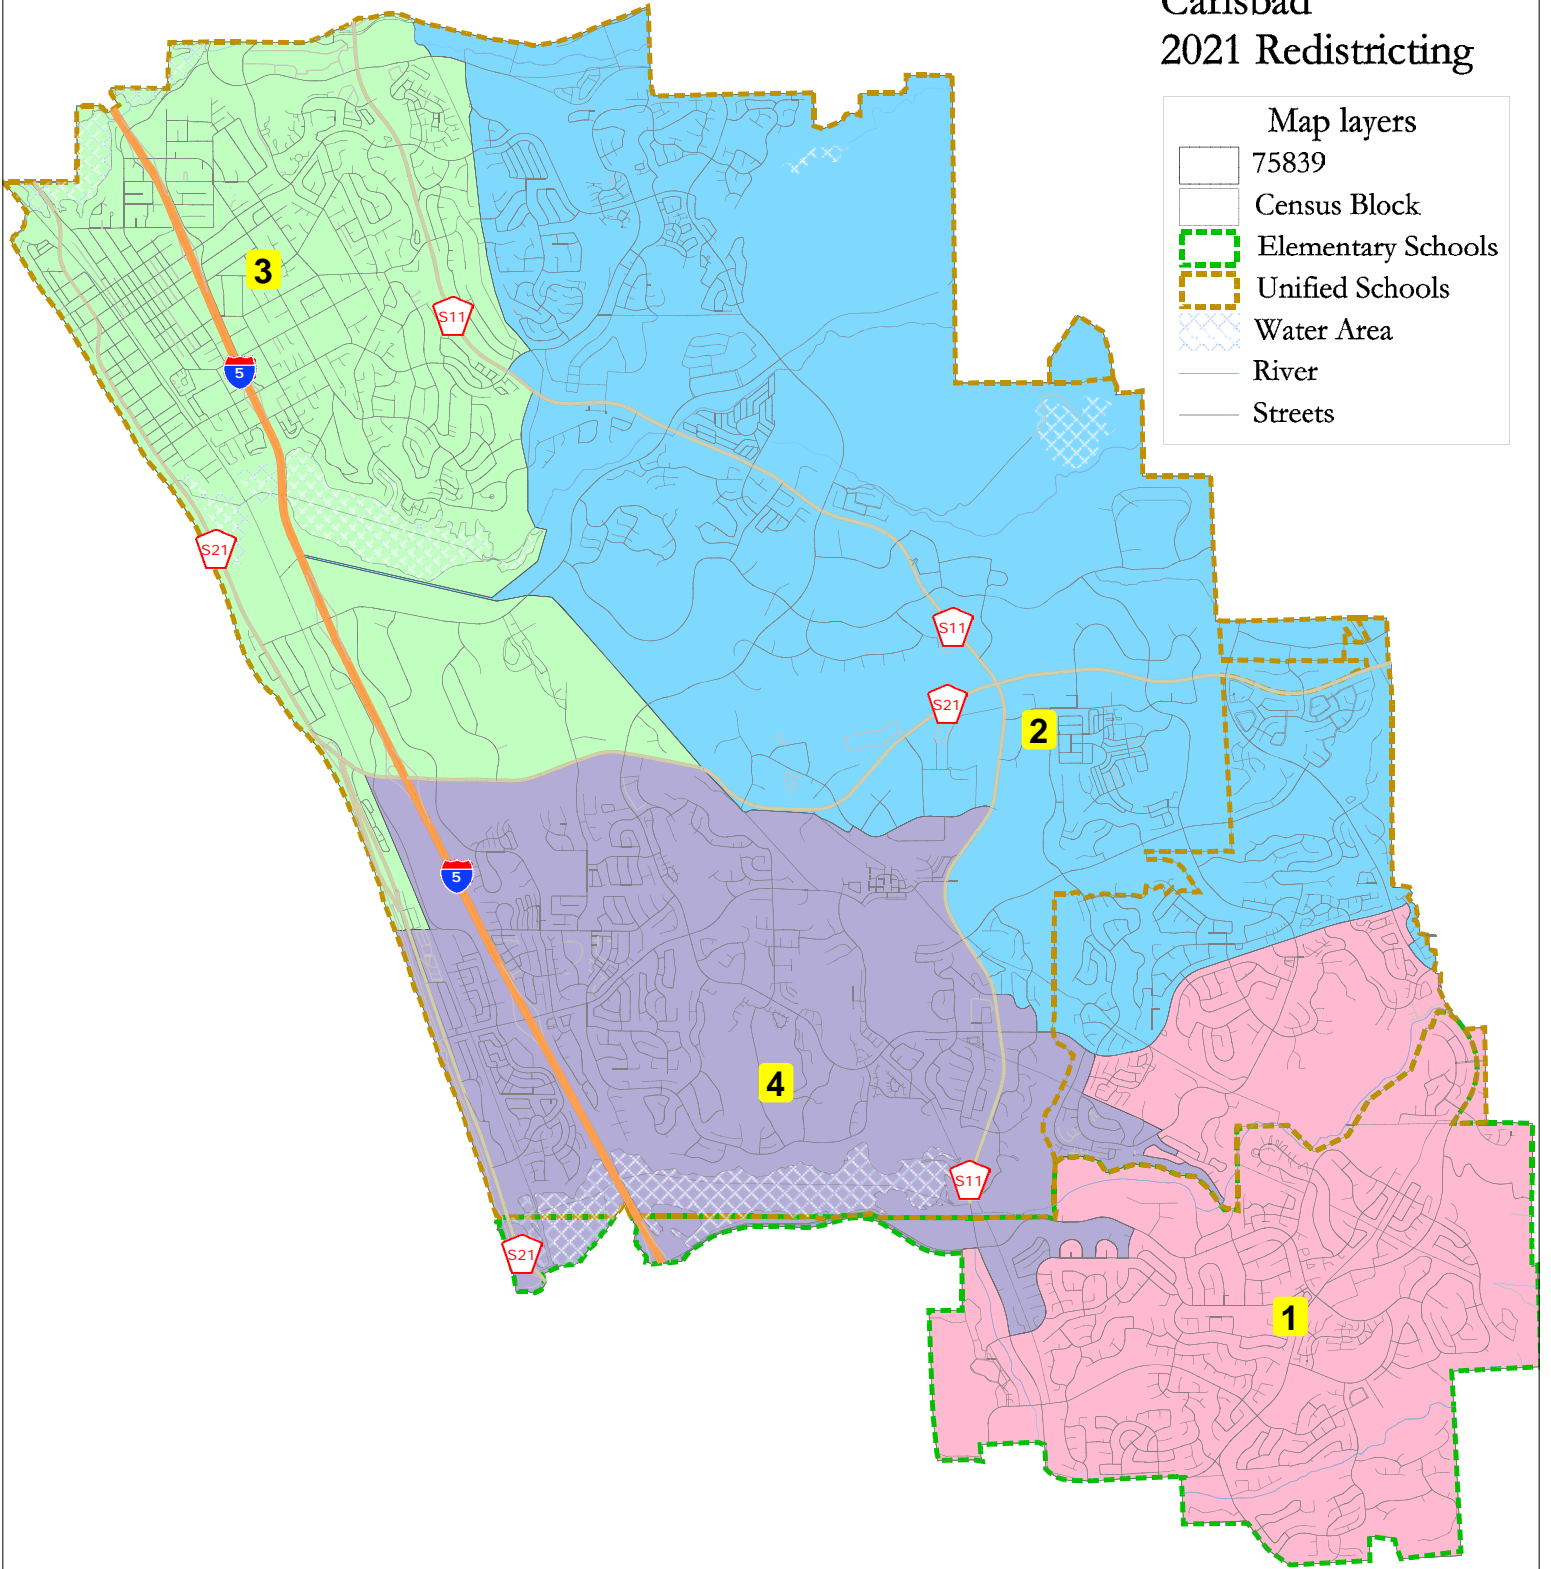 Carlsbad
2021 Redistricting
Map layers
75839
Census Block
Elementary Schools
Unified Schools
Water Area
River
Streets
3
S11
5
S21
S11
S21
2
5
4
S11
S21
1